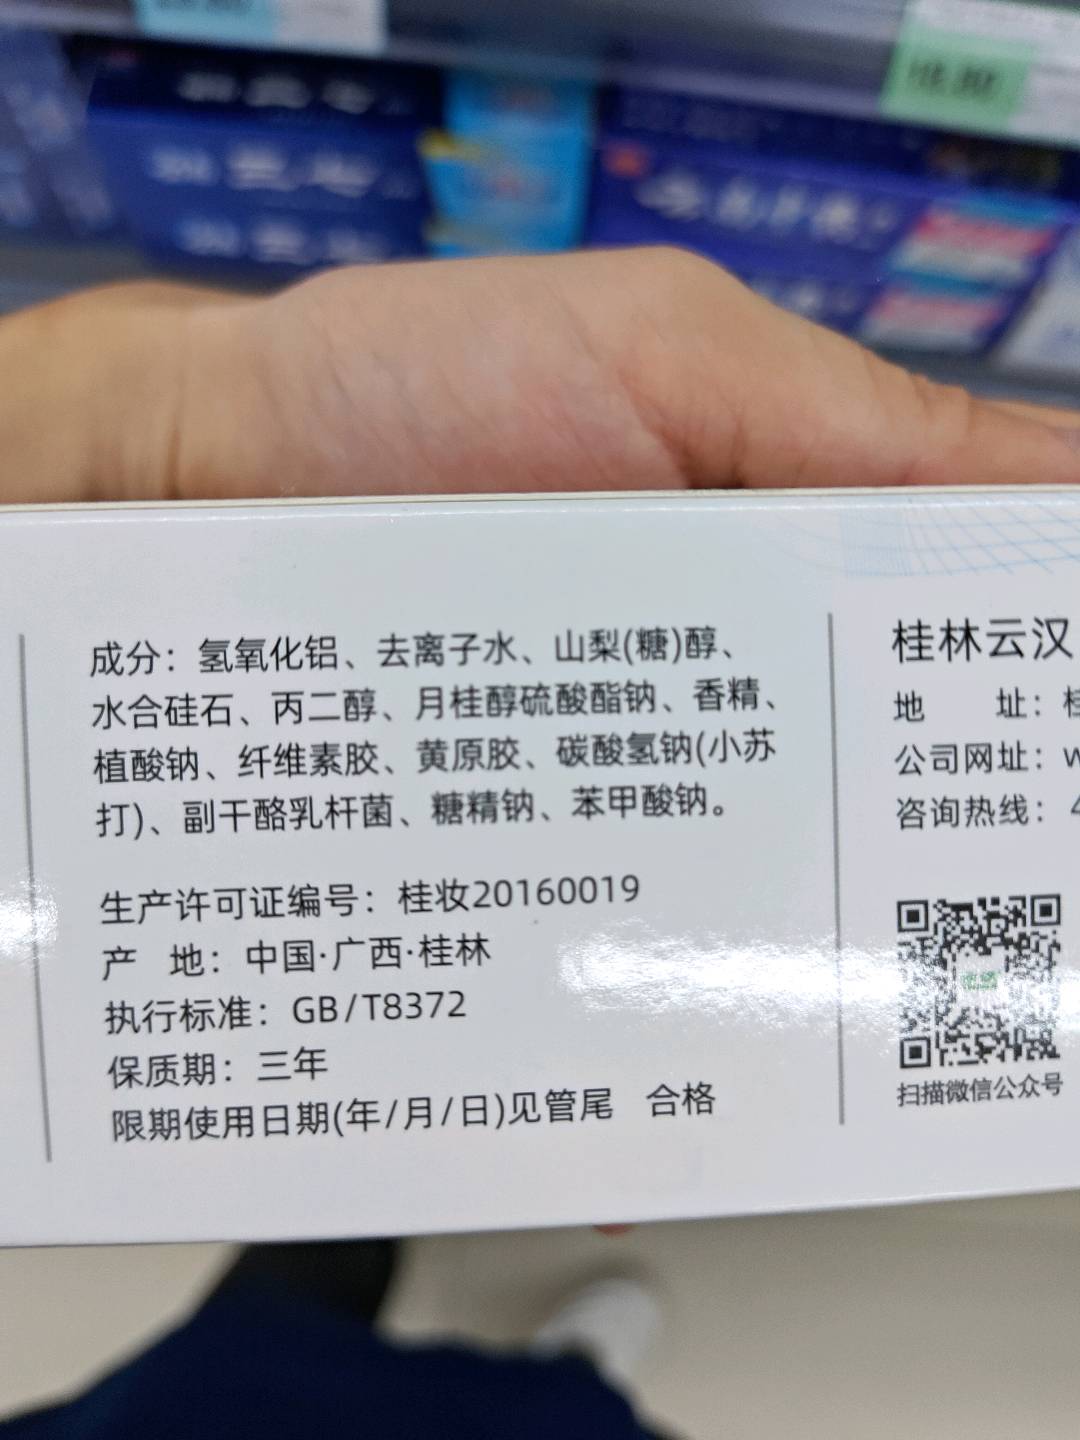 成分：氢氧化铝、去离子水、山梨(糖)醇、
水合硅石、丙二醇、月桂醇硫酸酯钠、香精、
植酸钠、纤维素胶、黄原胶、碳酸氢钠(小苏
打)、副干酪乳杆菌、糖精钠、苯甲酸钠。
生产许可证编号：桂妆20160019
产 地：中国·广西·桂林
执行标准：GB/T8372
保质期：三年
限期使用日期(年/月/日)见管尾 合格
桂林云汉
地 址：
公司网址：w
咨询热线：4
扫描微信公众号